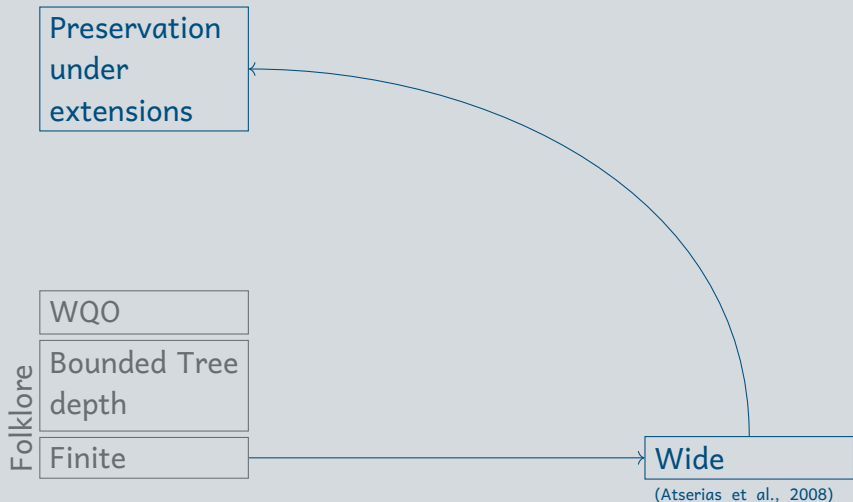 Preservation
under
extensions
WQO
Bounded Tree
depth
Folklore
Finite
Wide
(Atserias et al., 2008)